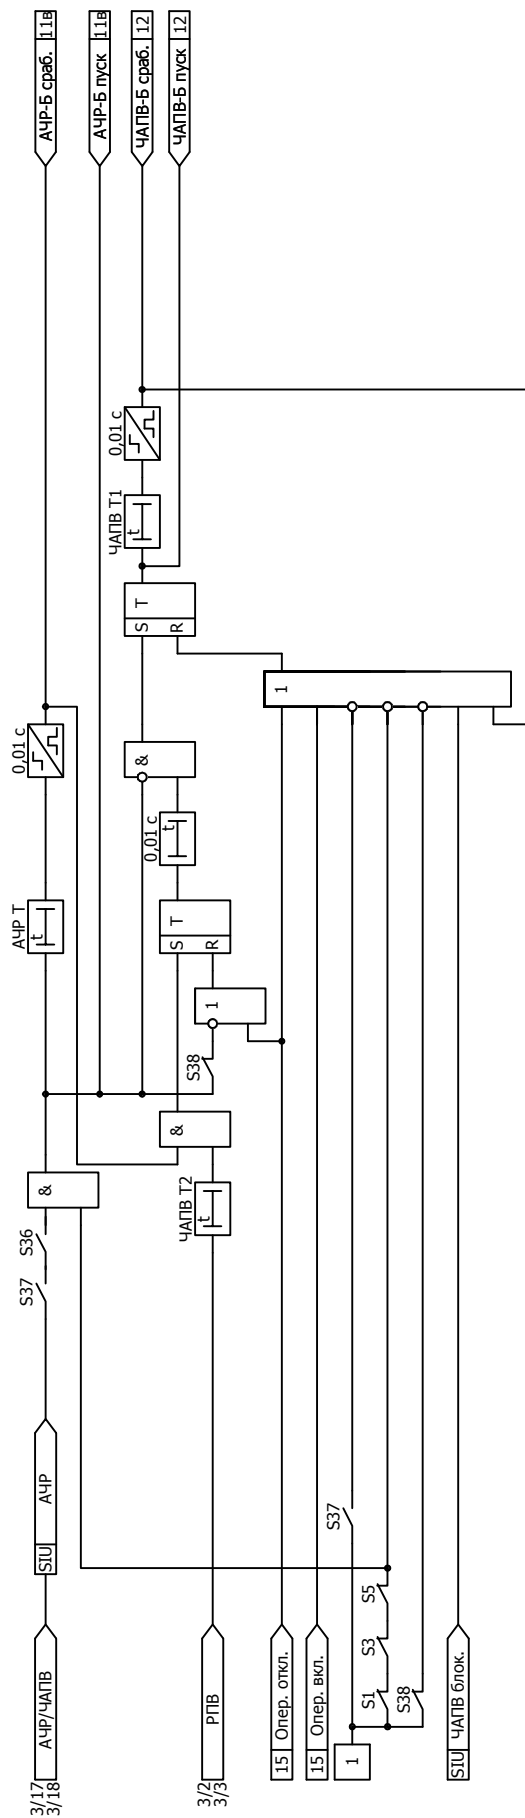 3/17
3/18
АЧР/ЧАПВ
SIU
АЧР
S37
S36
&
АЧР Т
t
0,01 с
АЧР-Б сраб.
11в
АЧР-Б пуск
11в
ЧАПВ-Б сраб.
12
ЧАПВ-Б пуск
12
3/2
3/3
РПВ
ЧАПВ Т2
t
&
S38
1
S
R
T
0,01 с
t
&
S
R
T
ЧАПВ Т1
t
0,01 с
15
Опер. откл.
15
Опер. вкл.
1
S37
S1
S3
S5
S38
SIU
ЧАПВ блок.
1